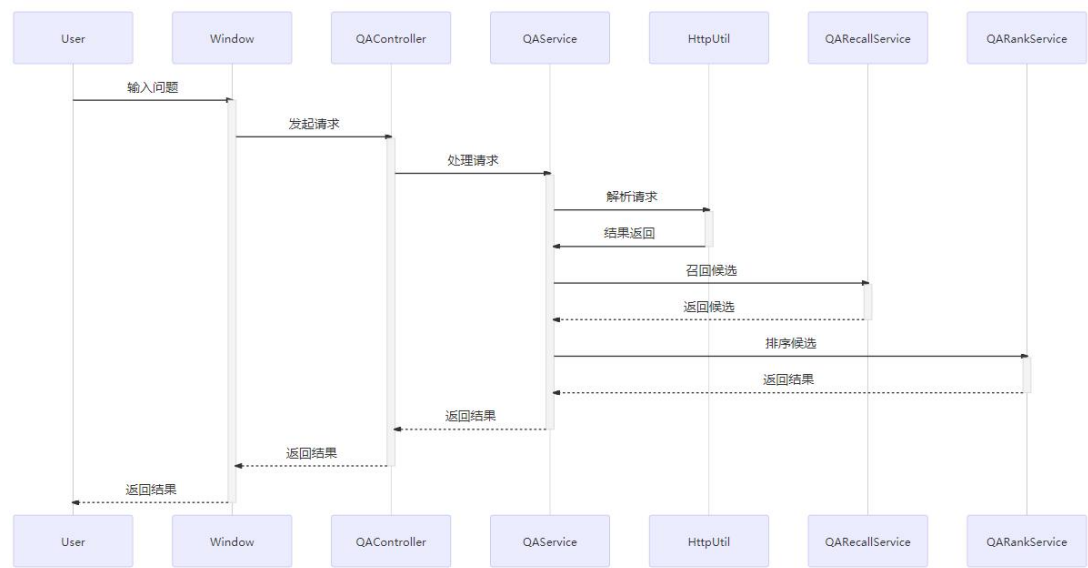 User Window QAController QAService HttpUtil QARecallService QARankService
输入问题
发起请求
处理请求
解析请求
结果返回
召回候选
返回候选
排序候选
返回结果
返回结果
返回结果
返回结果
User Window QAController QAService HttpUtil QARecallService QARankService